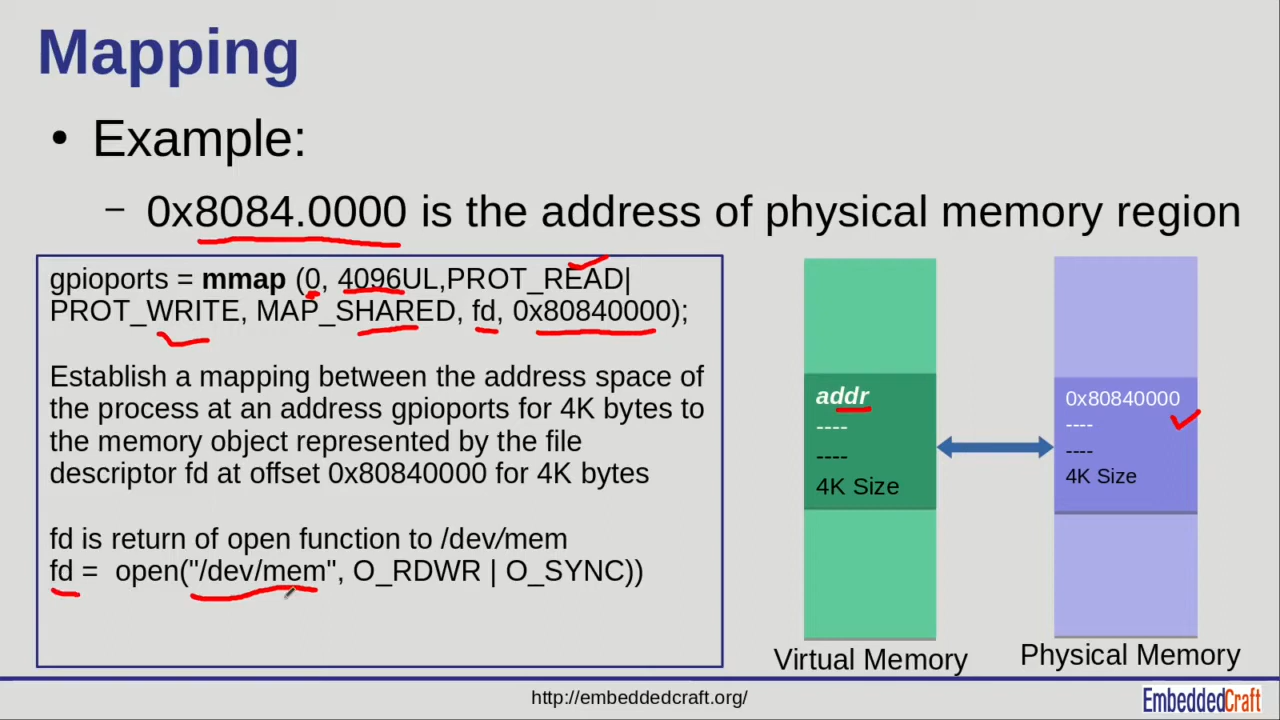 Mapping
• Example:
– 0x8084.0000 is the address of physical memory region
gpioports = mmap (0, 4096UL,PROT_READ|
PROT_WRITE, MAP_SHARED, fd, 0x80840000);
Establish a mapping between the address space of
the process at an address gpioports for 4K bytes to
the memory object represented by the file
descriptor fd at offset 0x80840000 for 4K bytes
fd is return of open function to /dev/mem
fd =  open("/dev/mem", O_RDWR | O_SYNC))
addr
----
----
4K Size
Virtual Memory
0x80840000
----
----
4K Size
Physical Memory
http://embeddedcraft.org/
EmbeddedCraft